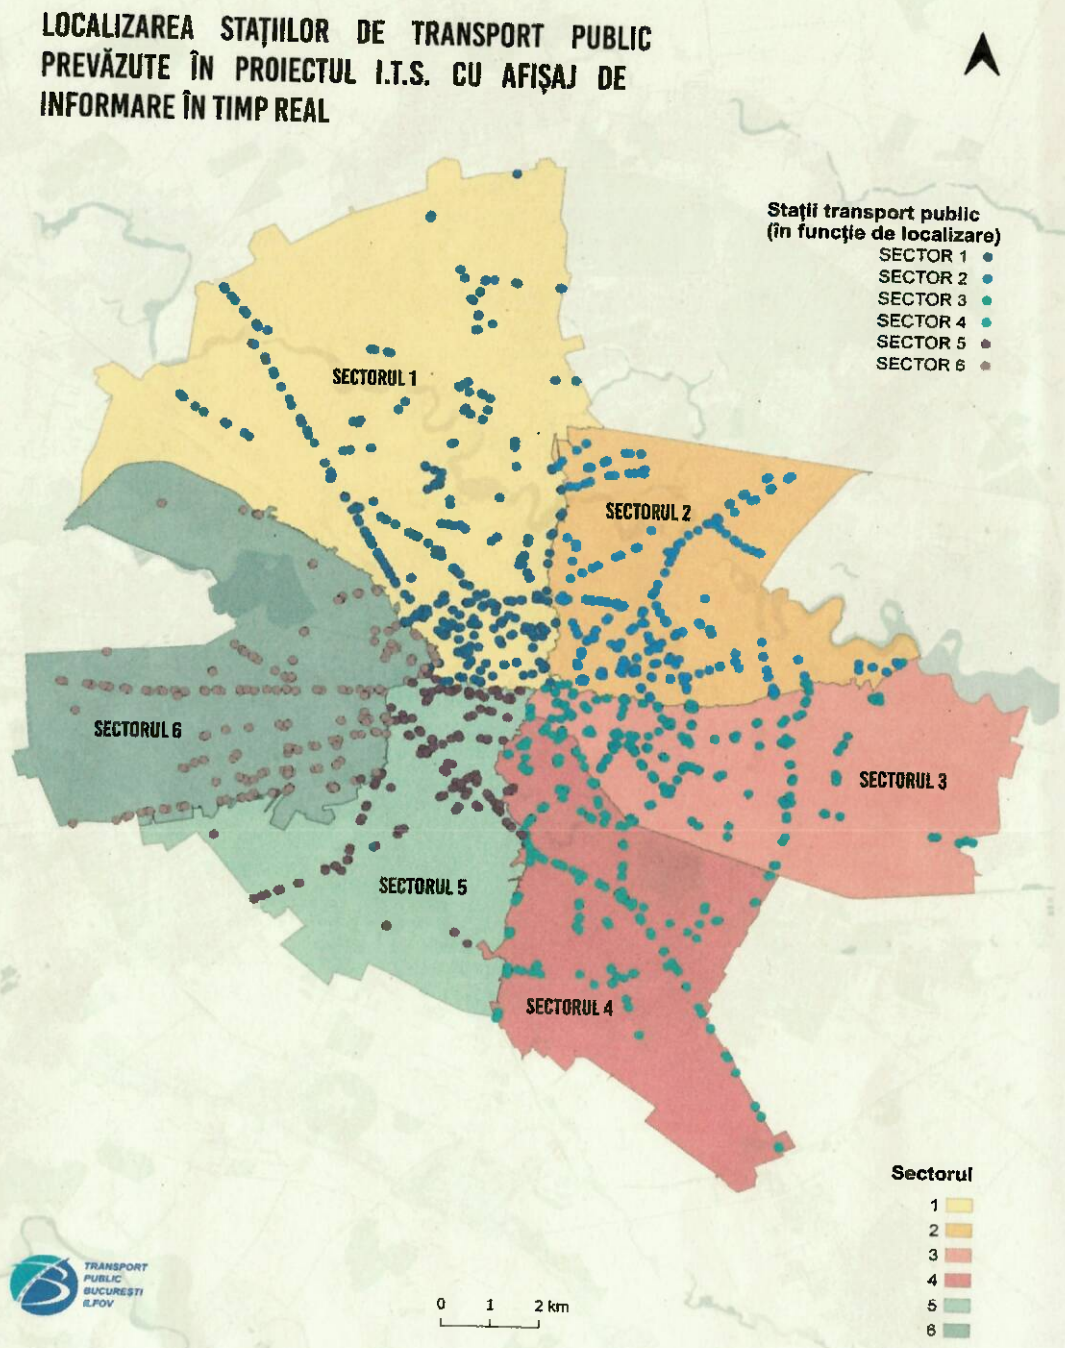 LOCALIZAREA STAȚIILOR DE TRANSPORT PUBLIC
PREVĂZUTE ÎN PROIECTUL I.T.S. CU AFIȘAJ DE
INFORMARE ÎN TIMP REAL
Stații transport public
(în funcție de localizare)
SECTOR 1
SECTOR 2
SECTOR 3
SECTOR 4
SECTOR 5
SECTOR 6
SECTORUL 1
SECTORUL 2
SECTORUL 6
SECTORUL 3
SECTORUL 5
SECTORUL 4
Sectorul
1
2
3
4
5
6
TRANSPORT
PUBLIC
BUCUREȘTI
ILFOV
0 1 2 km